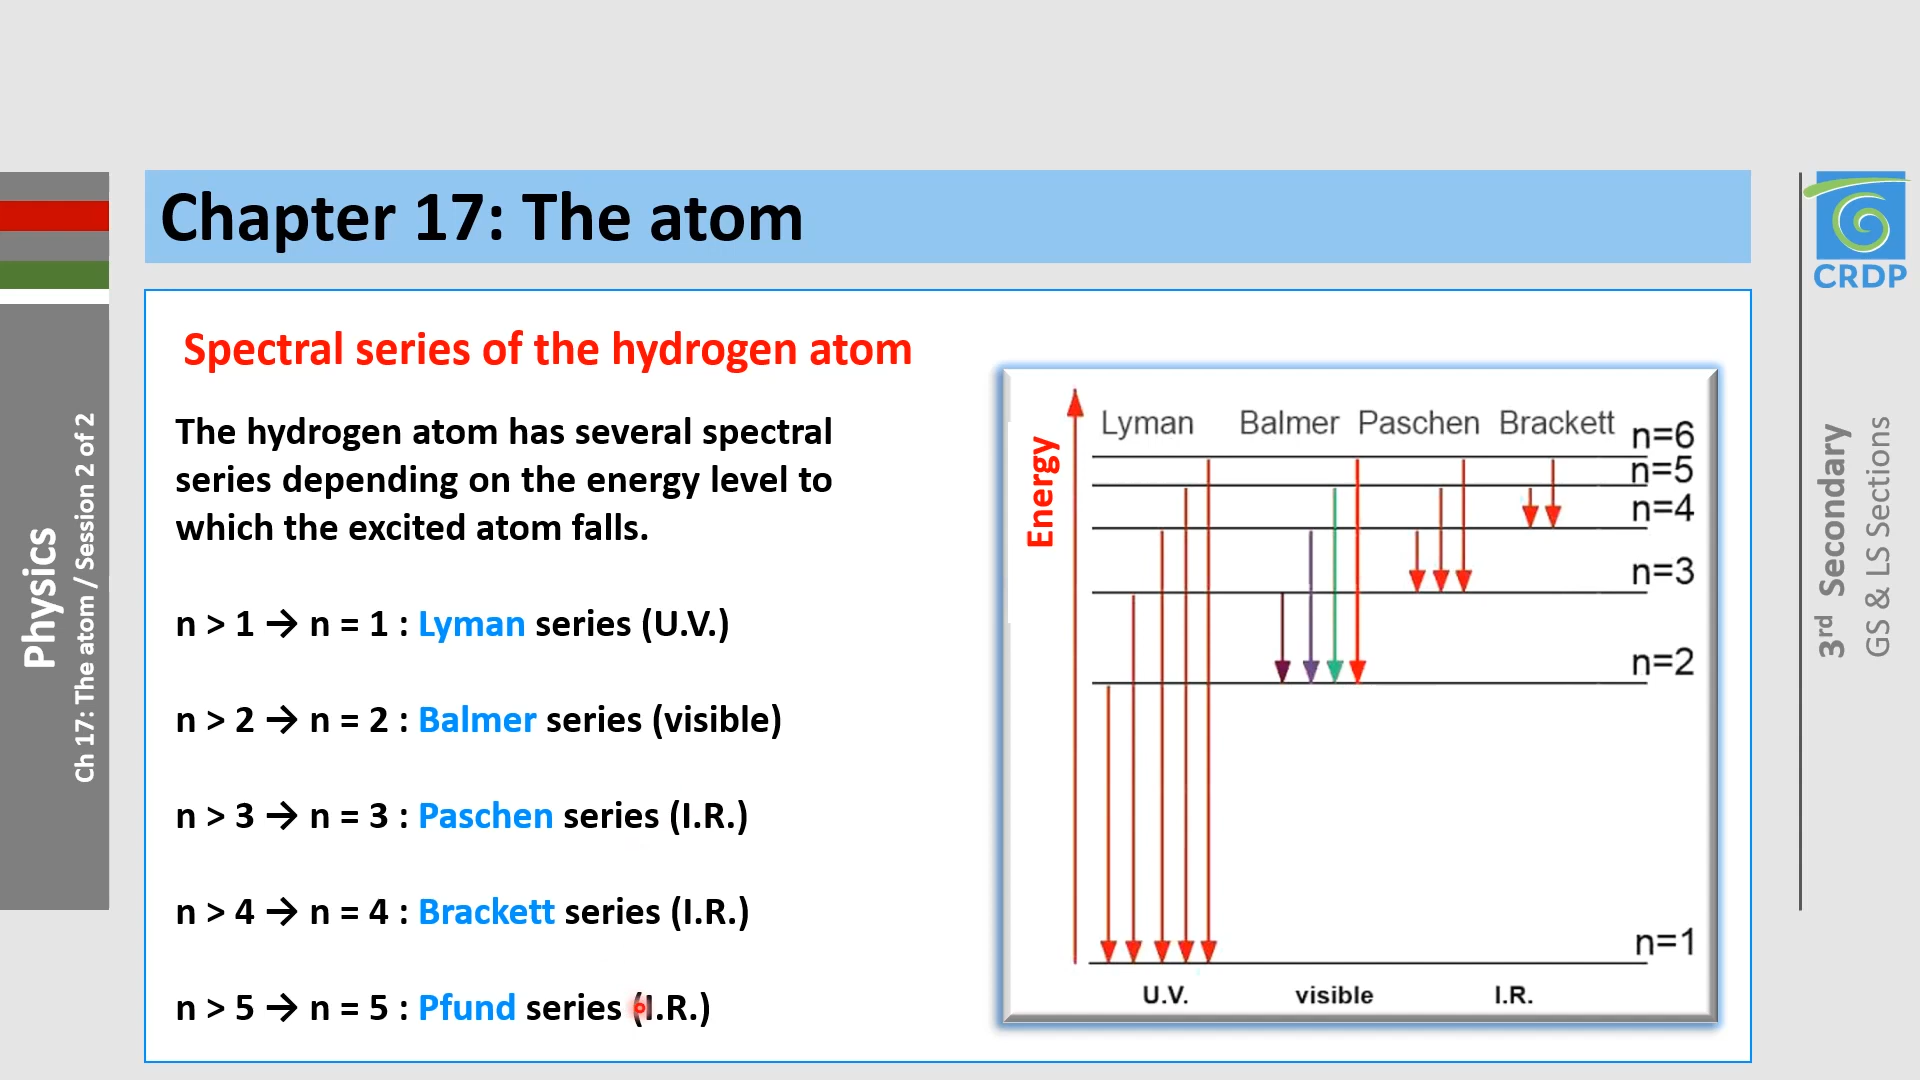 Chapter 17: The atom
CRDP
Physics
Ch 17: The atom / Session 2 of 2
3rd Secondary
GS & LS Sections
Spectral series of the hydrogen atom
The hydrogen atom has several spectral
series depending on the energy level to
which the excited atom falls.
n > 1 → n = 1 : Lyman series (U.V.)
n > 2 → n = 2 : Balmer series (visible)
n > 3 → n = 3 : Paschen series (I.R.)
n > 4 → n = 4 : Brackett series (I.R.)
n > 5 → n = 5 : Pfund series (I.R.)
Energy
Lyman Balmer Paschen Brackett
n=6
n=5
n=4
n=3
n=2
n=1
U.V. visible I.R.